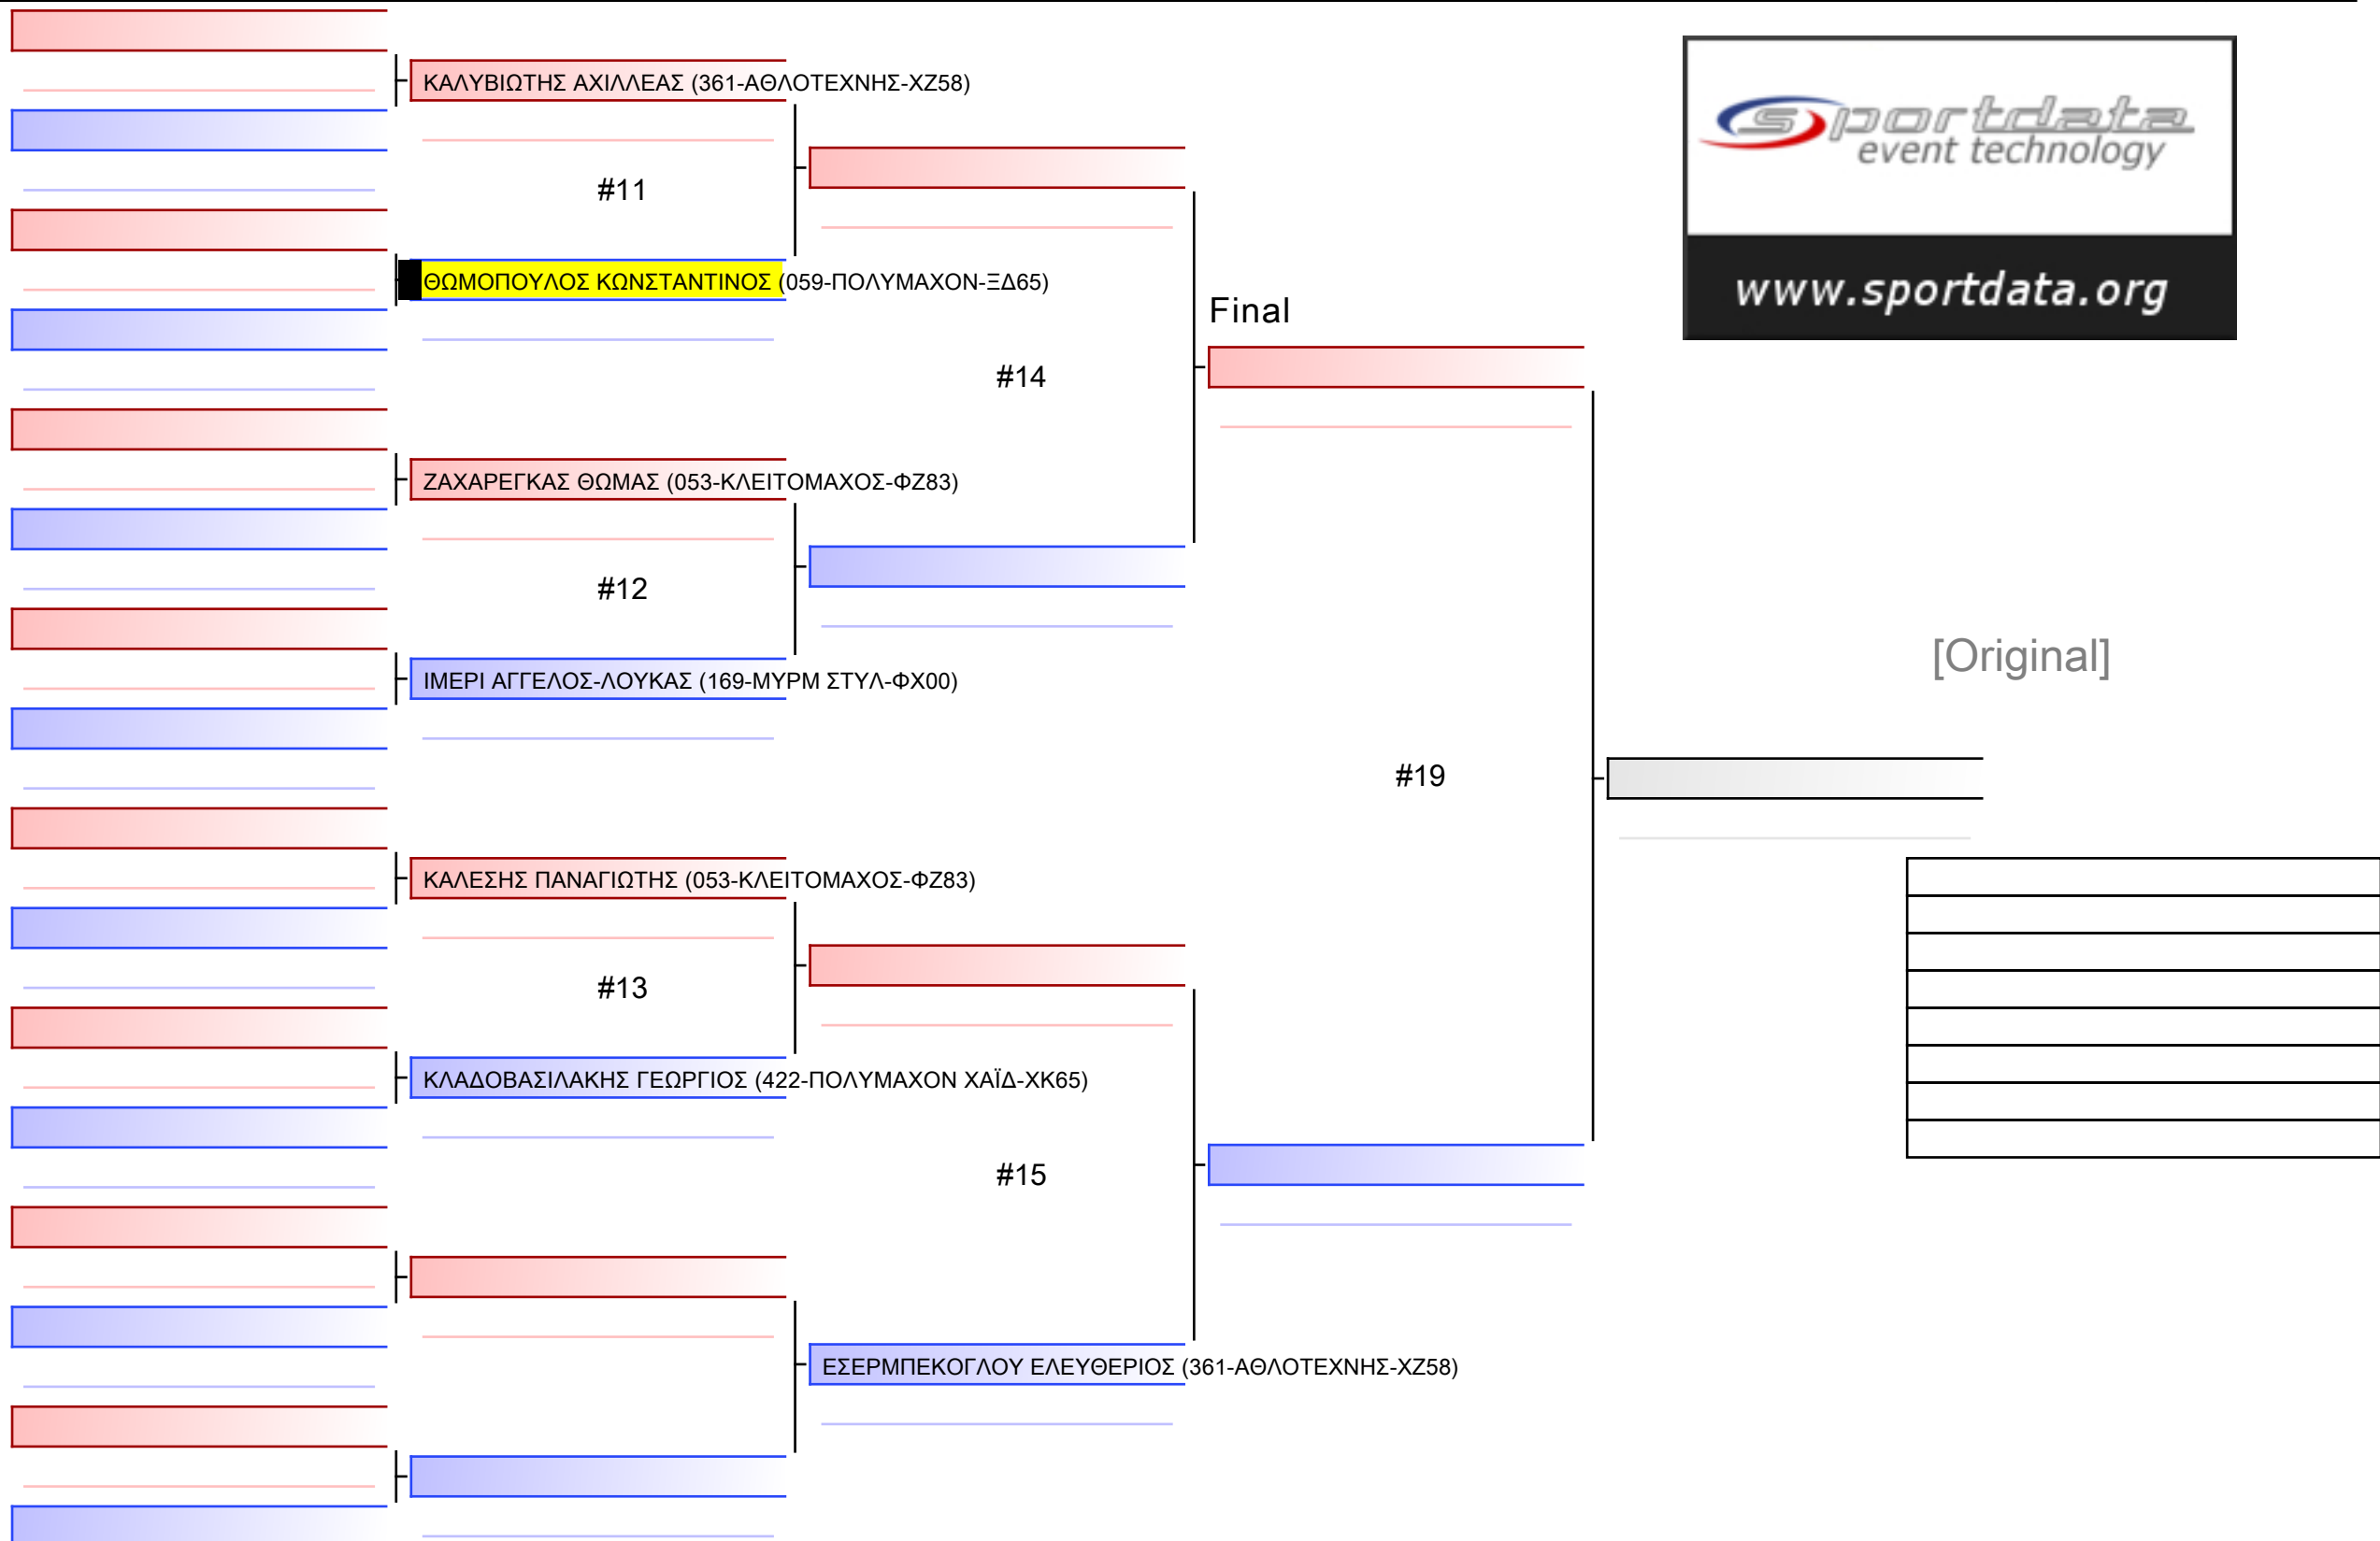 ΚΑΛΥΒΙΩΤΗΣ ΑΧΙΛΛΕΑΣ (361-ΑΘΛΟΤΕΧΝΗΣ-ΧΖ58)
sportdata
event technology
#11
ΘΩΜΟΠΟΥΛΟΣ ΚΩΝΣΤΑΝΤΙΝΟΣ (059-ΠΟΛΥΜΑΧΟΝ-ΞΔ65)
www.sportdata.org
Final
#14
ΖΑΧΑΡΕΓΚΑΣ ΘΩΜΑΣ (053-ΚΛΕΙΤΟΜΑΧΟΣ-ΦΖ83)
#12
[Original]
ΙΜΕΡΙ ΑΓΓΕΛΟΣ-ΛΟΥΚΑΣ (169-ΜΥΡΜ ΣΤΥΛ-ΦΧ00)
#19
ΚΑΛΕΣΗΣ ΠΑΝΑΓΙΩΤΗΣ (053-ΚΛΕΙΤΟΜΑΧΟΣ-ΦΖ83)
#13
ΚΛΑΔΟΒΑΣΙΛΑΚΗΣ ΓΕΩΡΓΙΟΣ (422-ΠΟΛΥΜΑΧΟΝ ΧΑΪΔ-ΧΚ65)
#15
ΕΣΕΡΜΠΕΚΟΓΛΟΥ ΕΛΕΥΘΕΡΙΟΣ (361-ΑΘΛΟΤΕΧΝΗΣ-ΧΖ58)